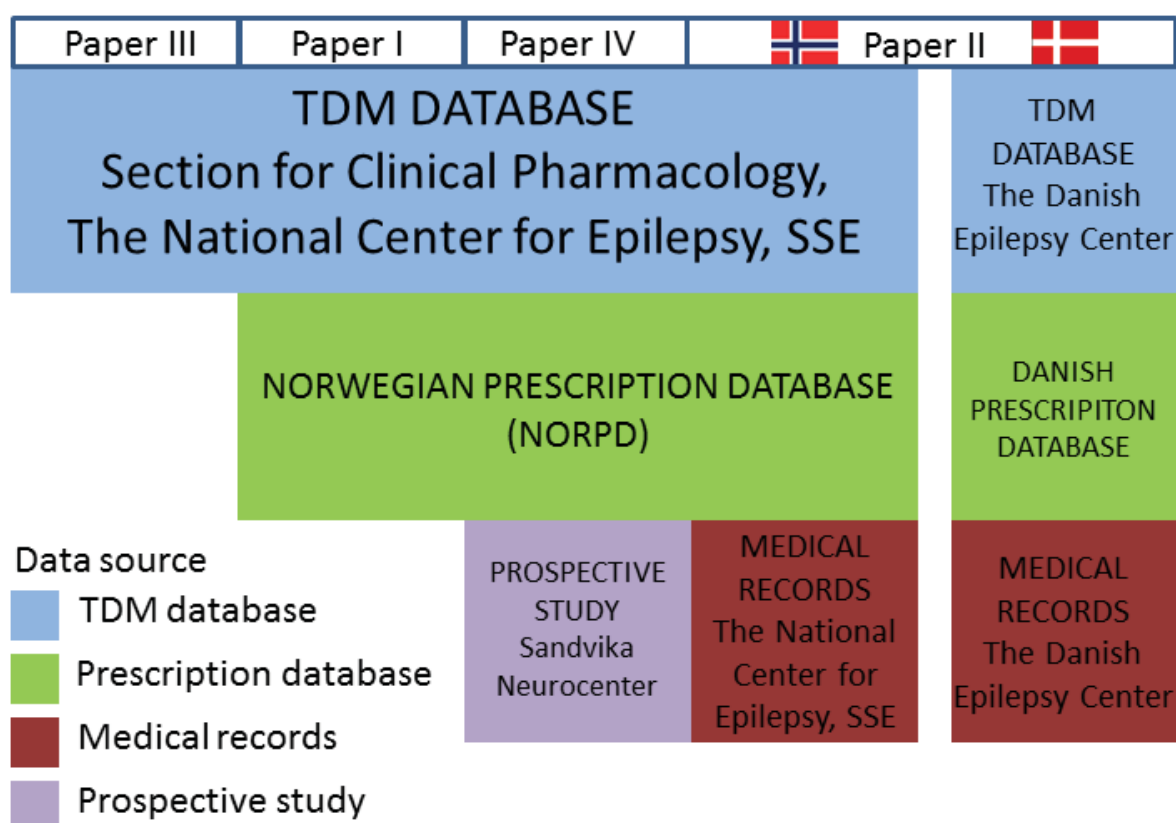 Paper III
Paper I
Paper IV
Paper II
TDM DATABASE
Section for Clinical Pharmacology,
The National Center for Epilepsy, SSE
TDM
DATABASE
The Danish
Epilepsy Center
NORWEGIAN PRESCRIPTION DATABASE
(NORPD)
DANISH
PRESCRIPITON
DATABASE
PROSPECTIVE
STUDY
Sandvika
Neurocenter
MEDICAL
RECORDS
The National
Center for
Epilepsy, SSE
MEDICAL
RECORDS
The Danish
Epilepsy Center
Data source
TDM database
Prescription database
Medical records
Prospective study